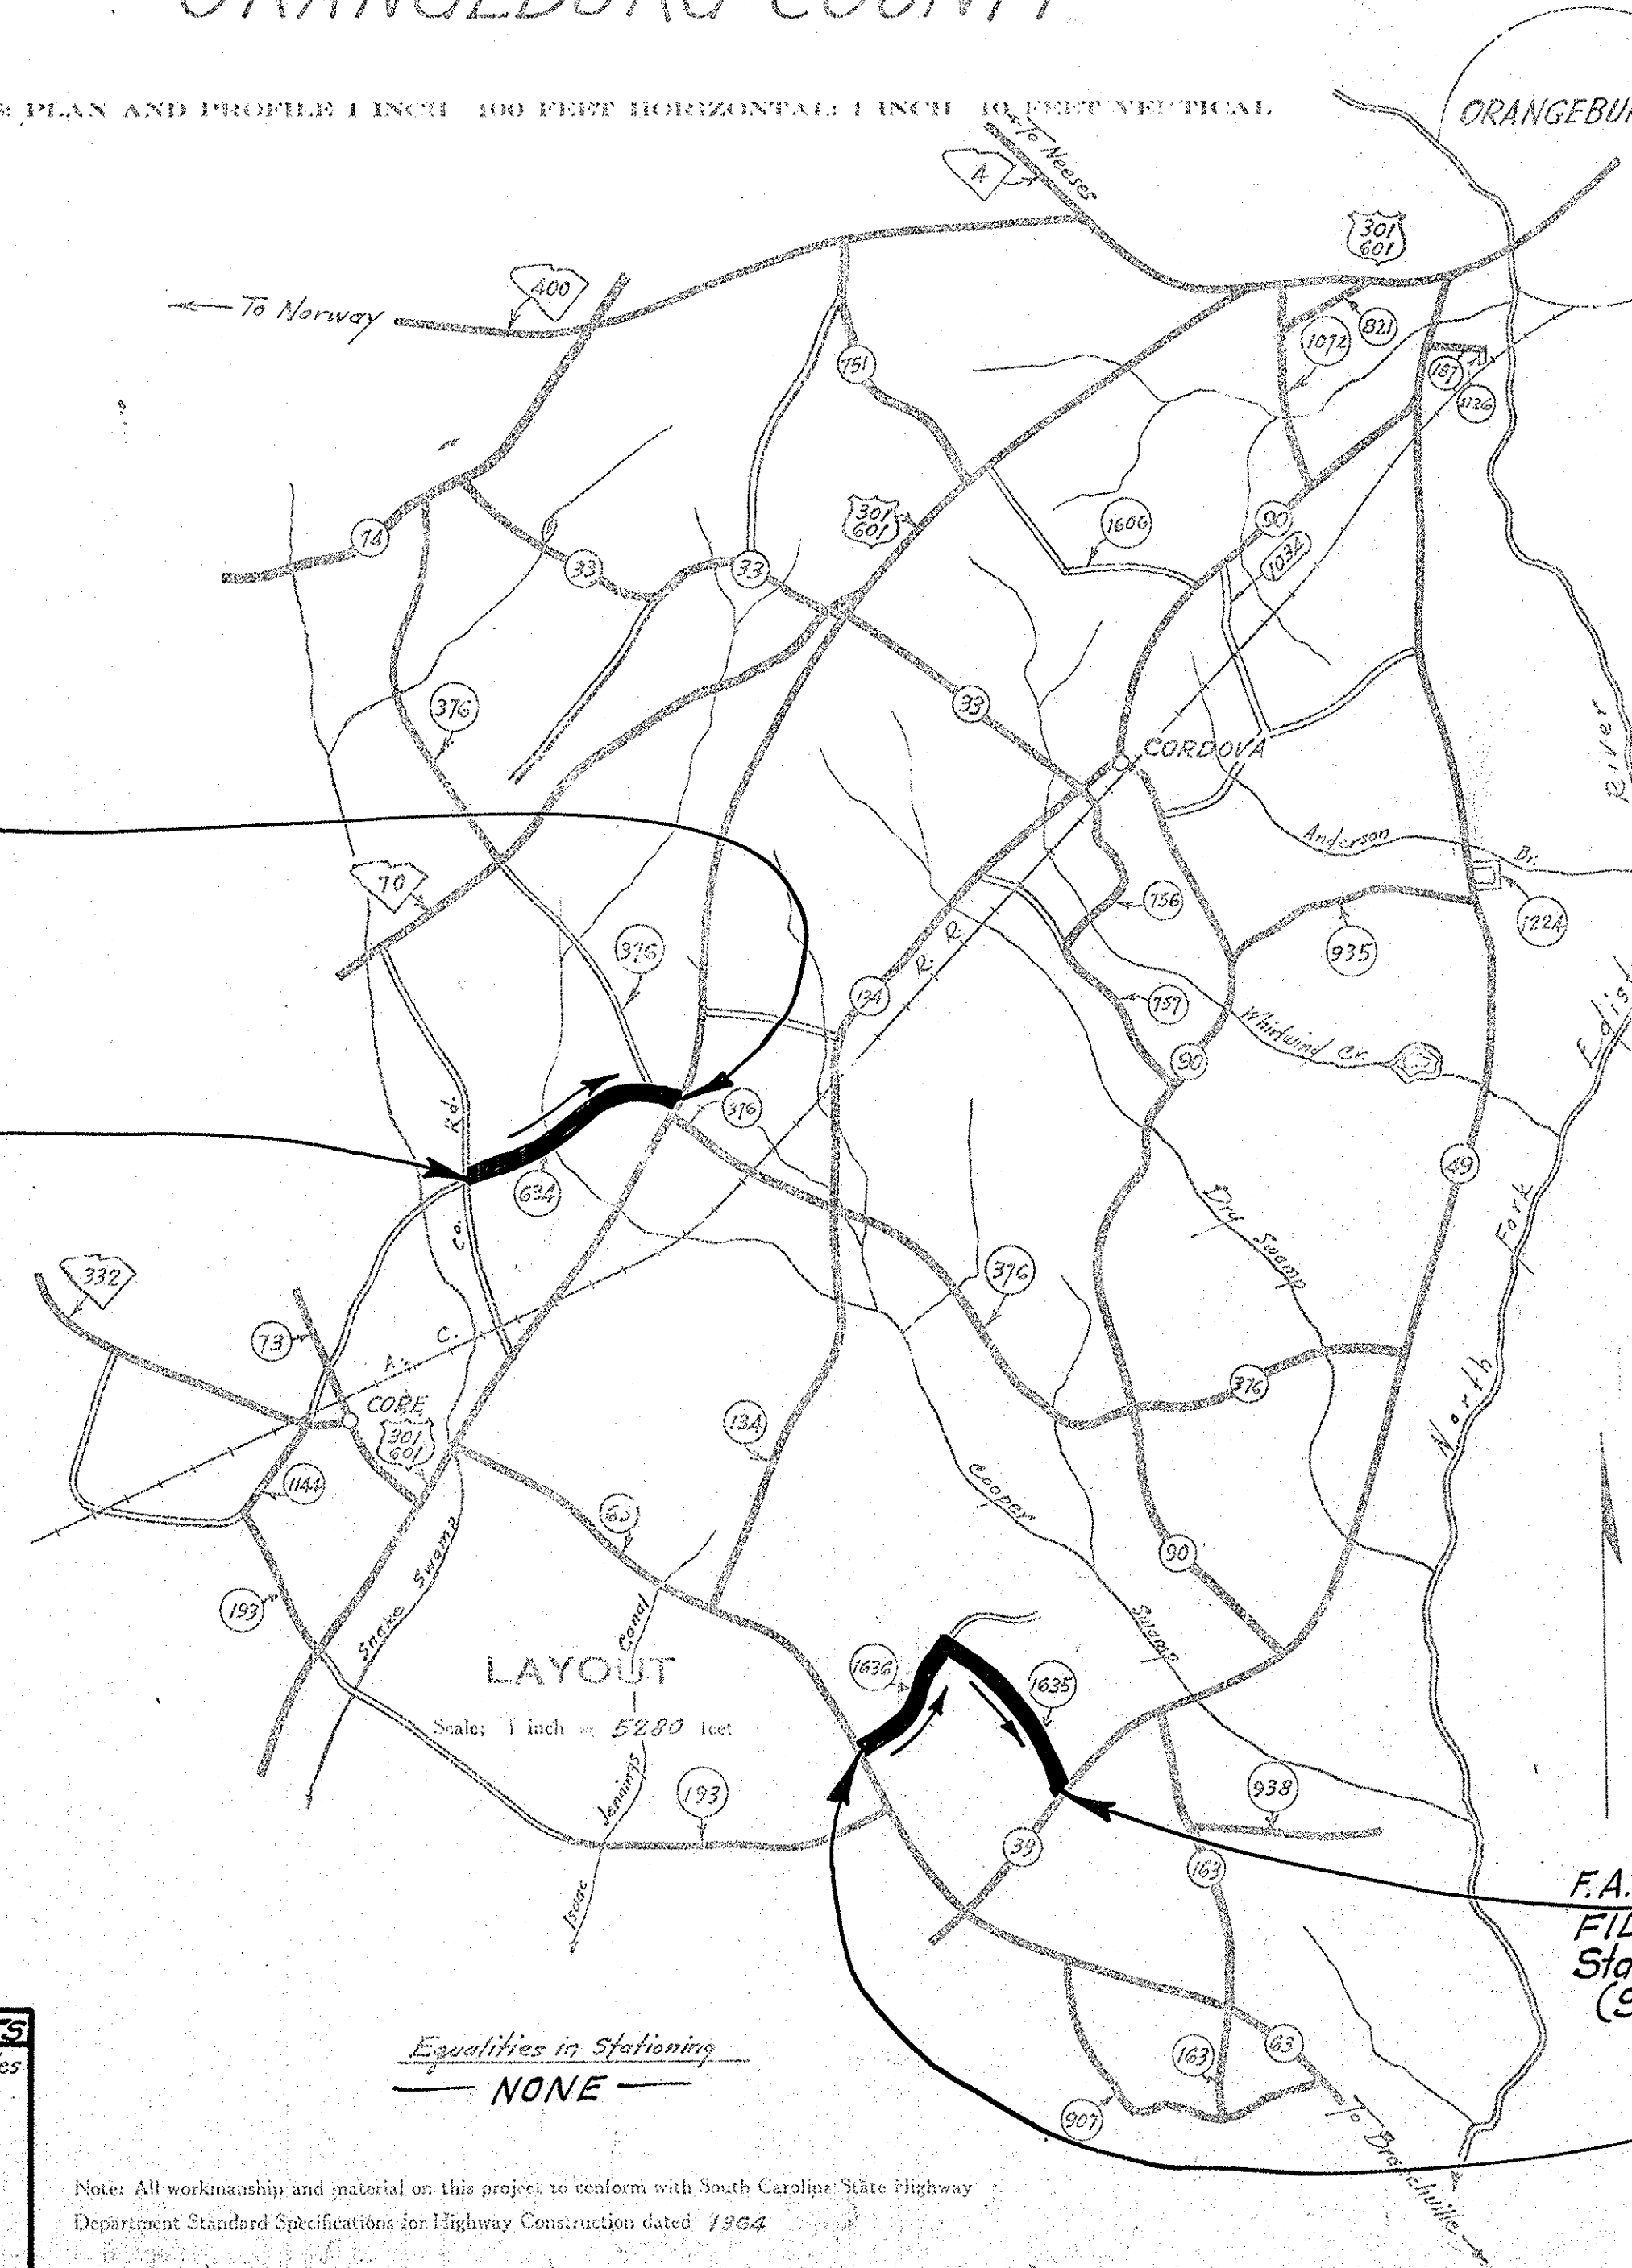 ORANGEBURG COUNTY
PLAN AND PROFILE 1 INCH 100 FEET HORIZONTAL: 1 INCH 10 FEET VERTICAL
ORANGEBU
To Neeses
4
301
601
400
To Norway
821
1072
751
187
1126
301
601
1606
90
1034
74
33
33
376
33
CORDOVA
River
Anderson Br.
70
756
1224
376
935
R. R.
134
757
Whirlwind Cr.
90
Edist
Rd.
376
49
634
Dry Swamp
Fork
Co.
332
376
73
A. C.
North
376
COPE
301
601
134
1144
Cooper
63
90
Snake Swamp
193
Canal
Swamp
LAYOUT
1636
1635
Scale; 1 inch = 5280 feet
Jennings
193
938
39
163
Isaac
F.A.
FIL
Sta
(S
TS
es
Equalities in Stationing
NONE
163
63
907
To Branchville
Note: All workmanship and material on this project to conform with South Carolina State Highway
Department Standard Specifications for Highway Construction dated 1964